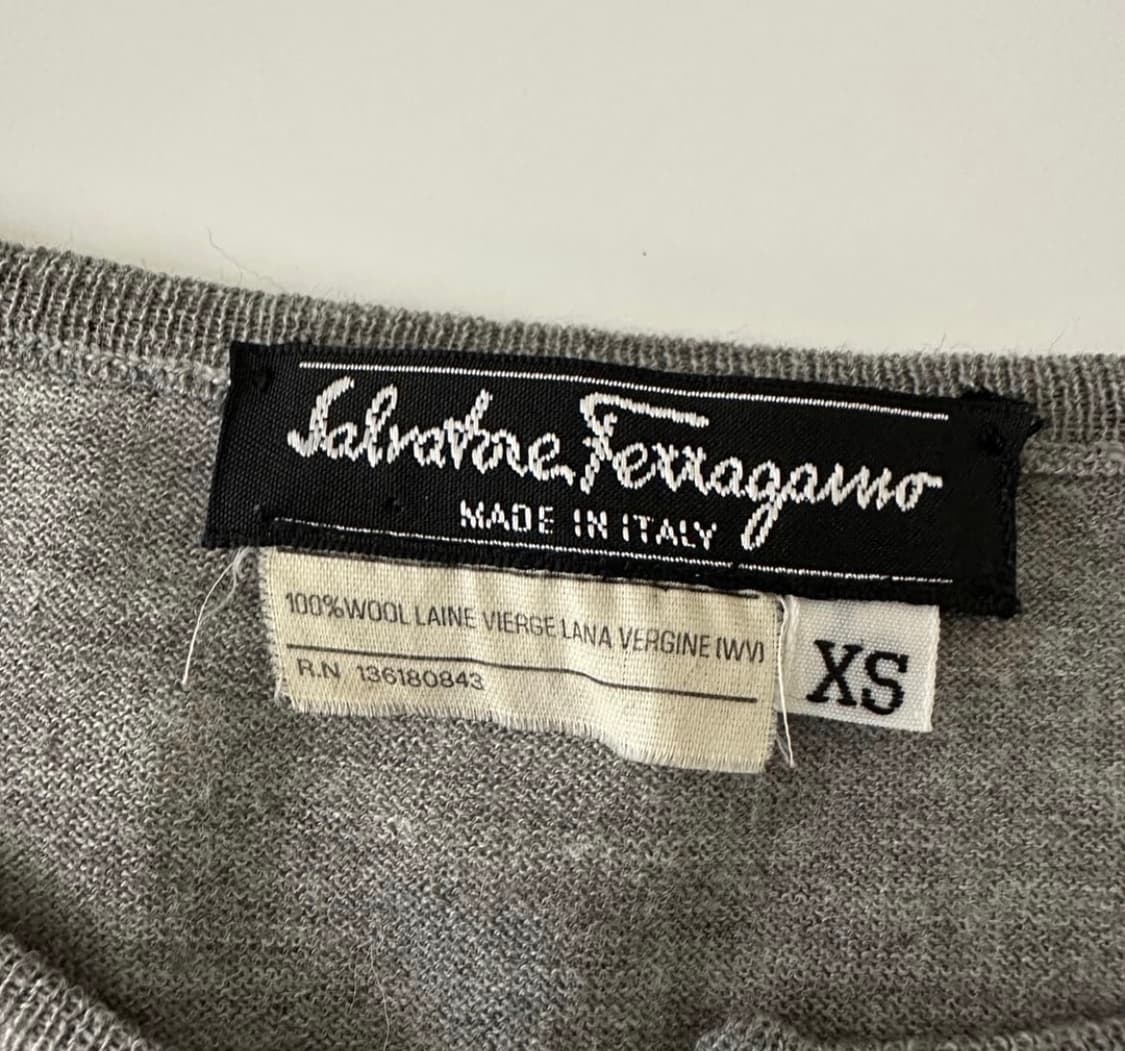 Salvatore Ferragamo
MADE IN ITALY
100%WOOL LAINE VIERGE LANA VERGINE (WV)
R.N 136180843
XS